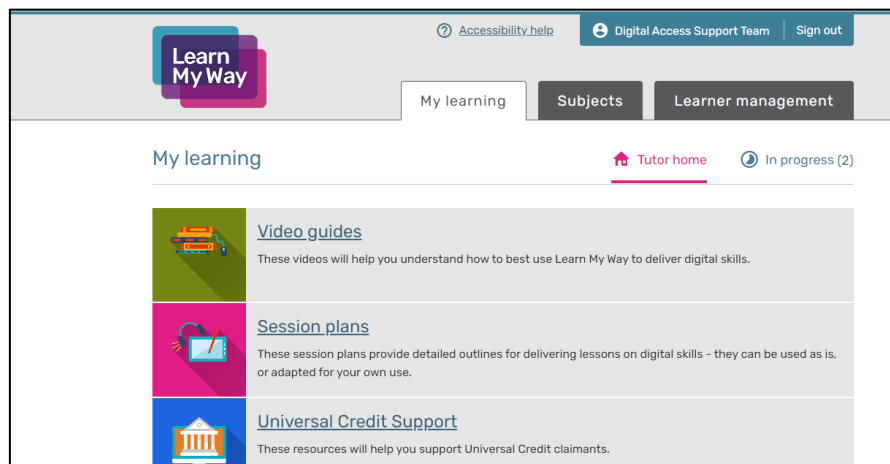 Accessibility help
Digital Access Support Team
Sign out
Learn
My Way
My learning
Subjects
Learner management
My learning
Tutor home
In progress (2)
Video guides
These videos will help you understand how to best use Learn My Way to deliver digital skills.
Session plans
These session plans provide detailed outlines for delivering lessons on digital skills - they can be used as is,
or adapted for your own use.
Universal Credit Support
These resources will help you support Universal Credit claimants.